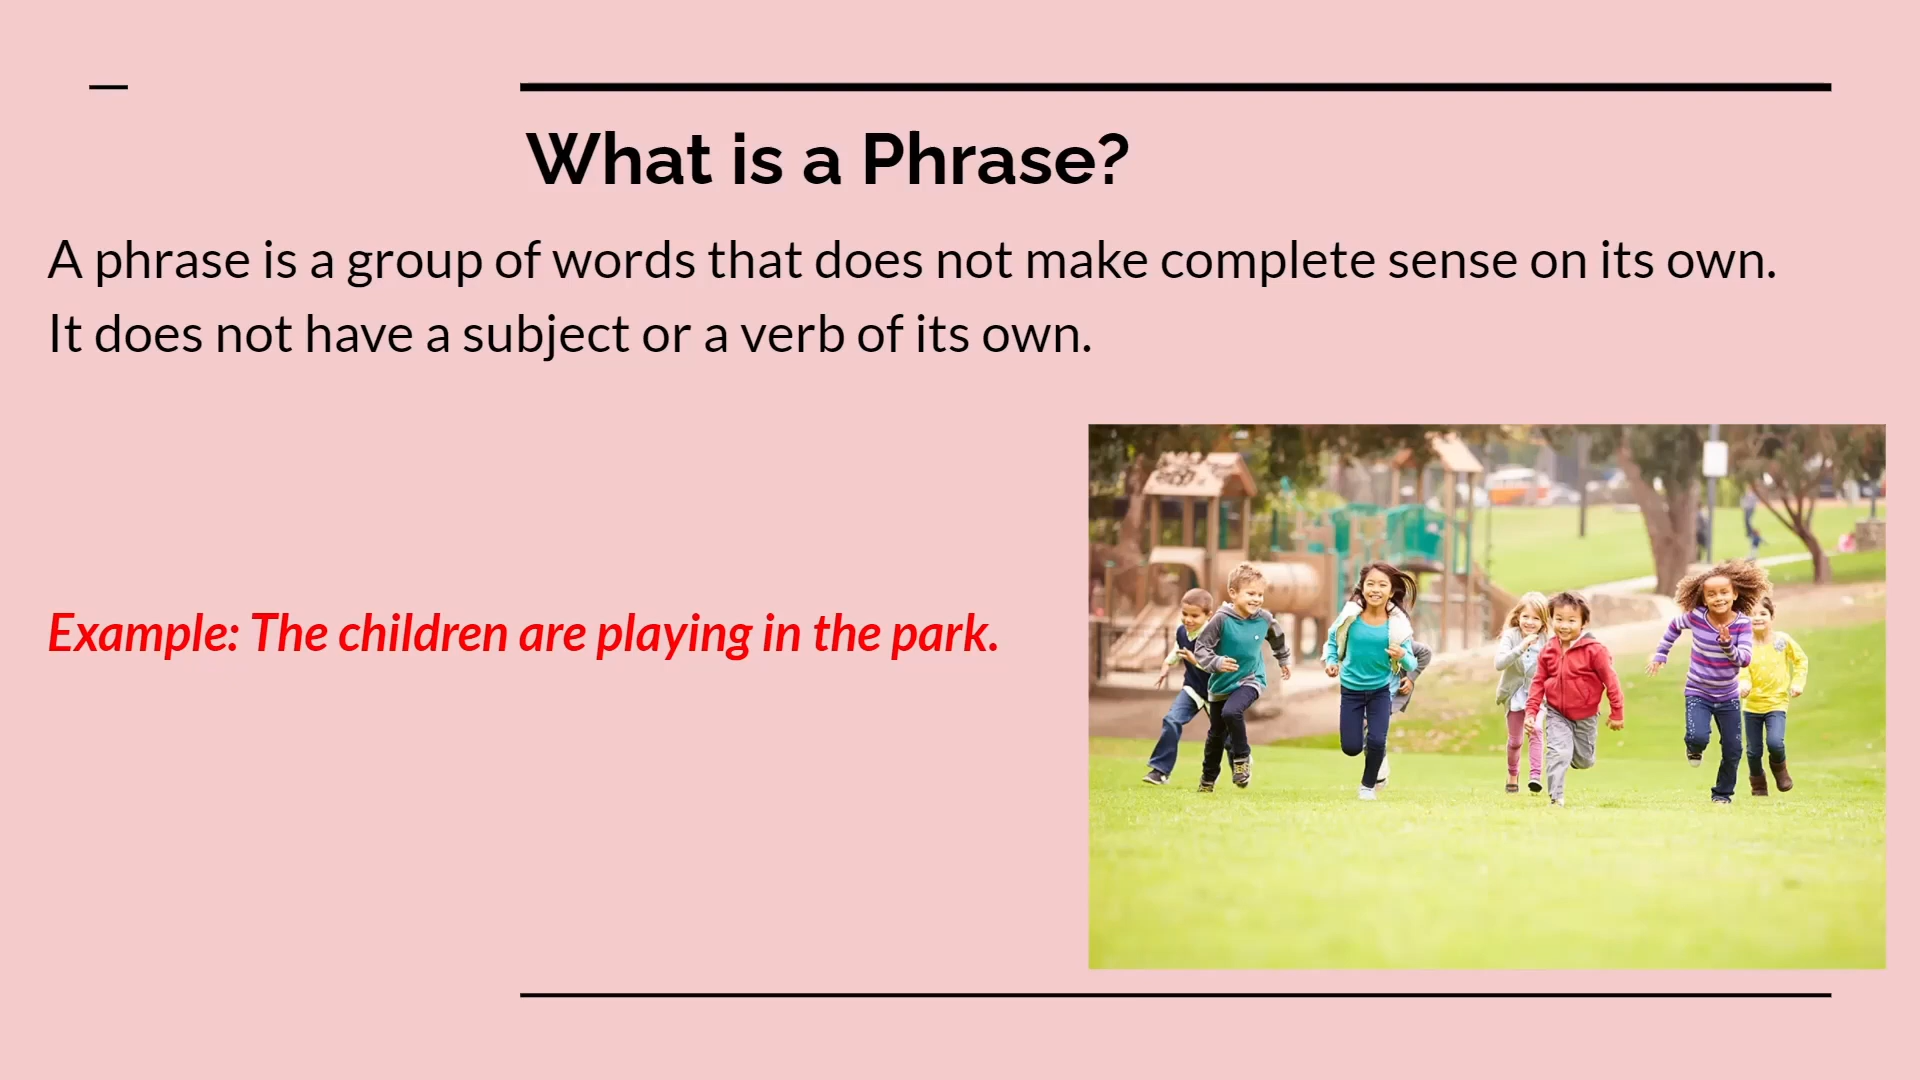 What is a Phrase?
A phrase is a group of words that does not make complete sense on its own.
It does not have a subject or a verb of its own.
Example: The children are playing in the park.